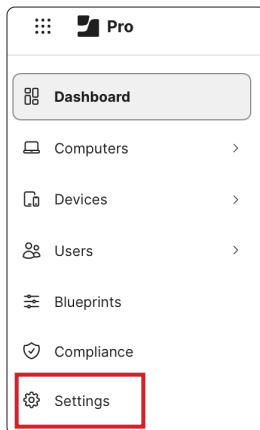 Pro
Dashboard
Computers
Devices
Users
Blueprints
Compliance
Settings